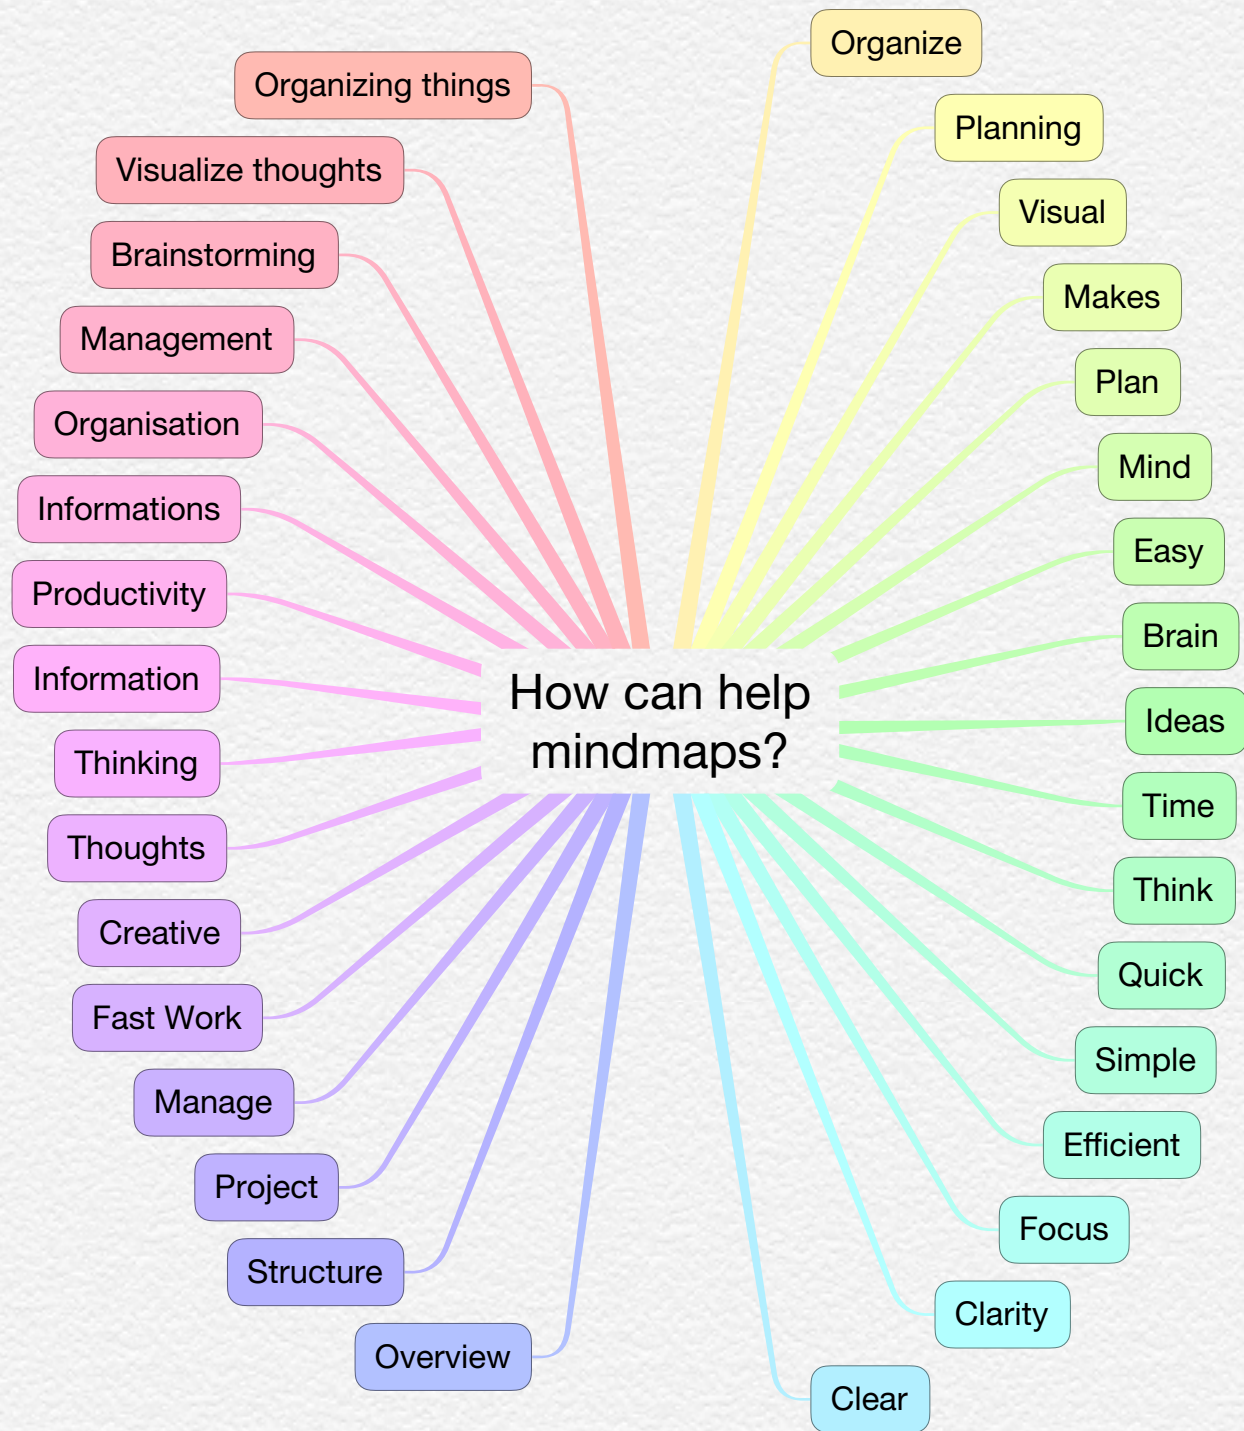 How can help
mindmaps?
Organize
Planning
Visual
Makes
Plan
Mind
Easy
Brain
Ideas
Time
Think
Quick
Simple
Efficient
Focus
Clarity
Clear
Organizing things
Visualize thoughts
Brainstorming
Management
Organisation
Informations
Productivity
Information
Thinking
Thoughts
Creative
Fast Work
Manage
Project
Structure
Overview